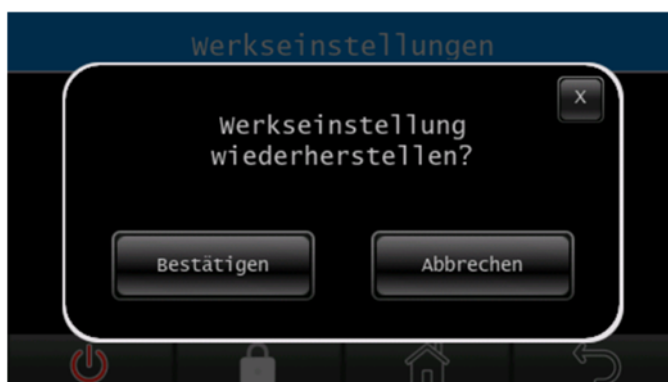 Werkseinstellungen
X
Werkseinstellung
wiederherstellen?
Bestätigen
Abbrechen